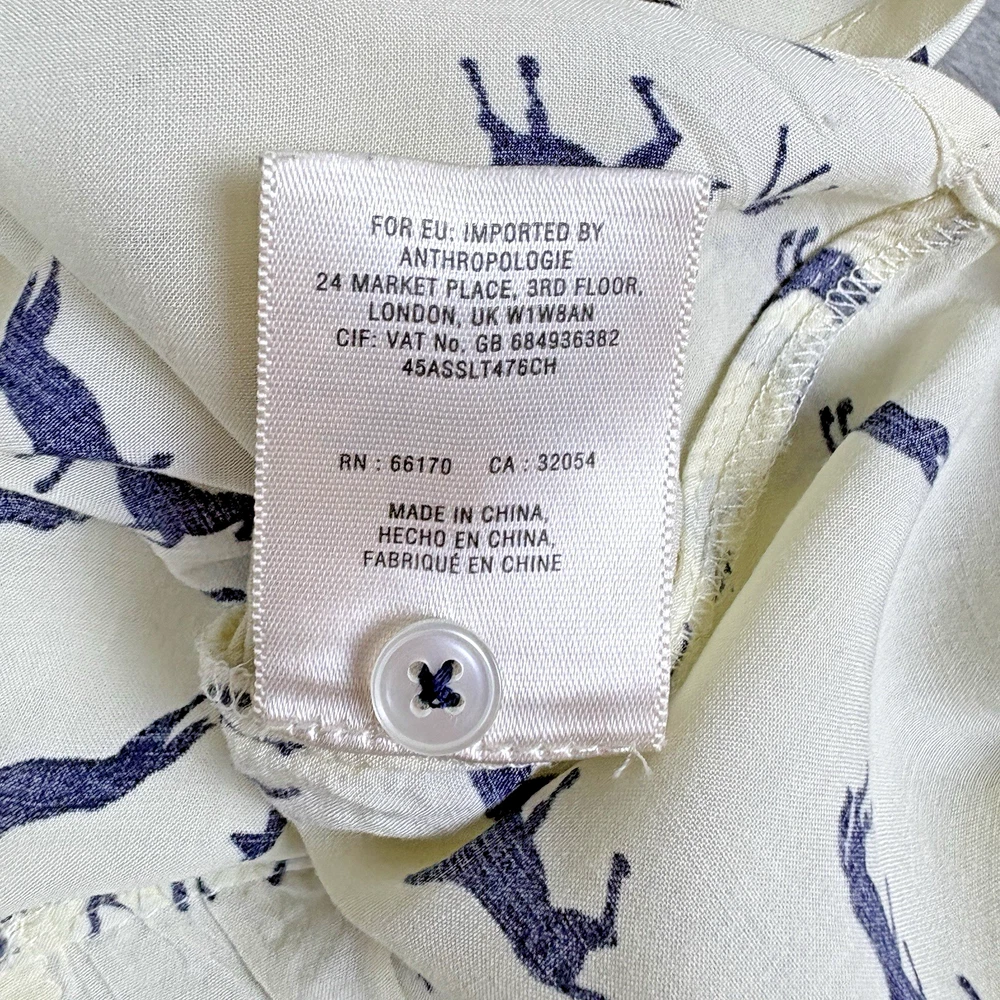 FOR EU: IMPORTED BY
ANTHROPOLOGIE
24 MARKET PLACE, 3RD FLOOR,
LONDON, UK W1W8AN
CIF: VAT No. GB 684936382
45ASSLT476CH
RN : 66170 CA : 32054
MADE IN CHINA,
HECHO EN CHINA,
FABRIQUÉ EN CHINE